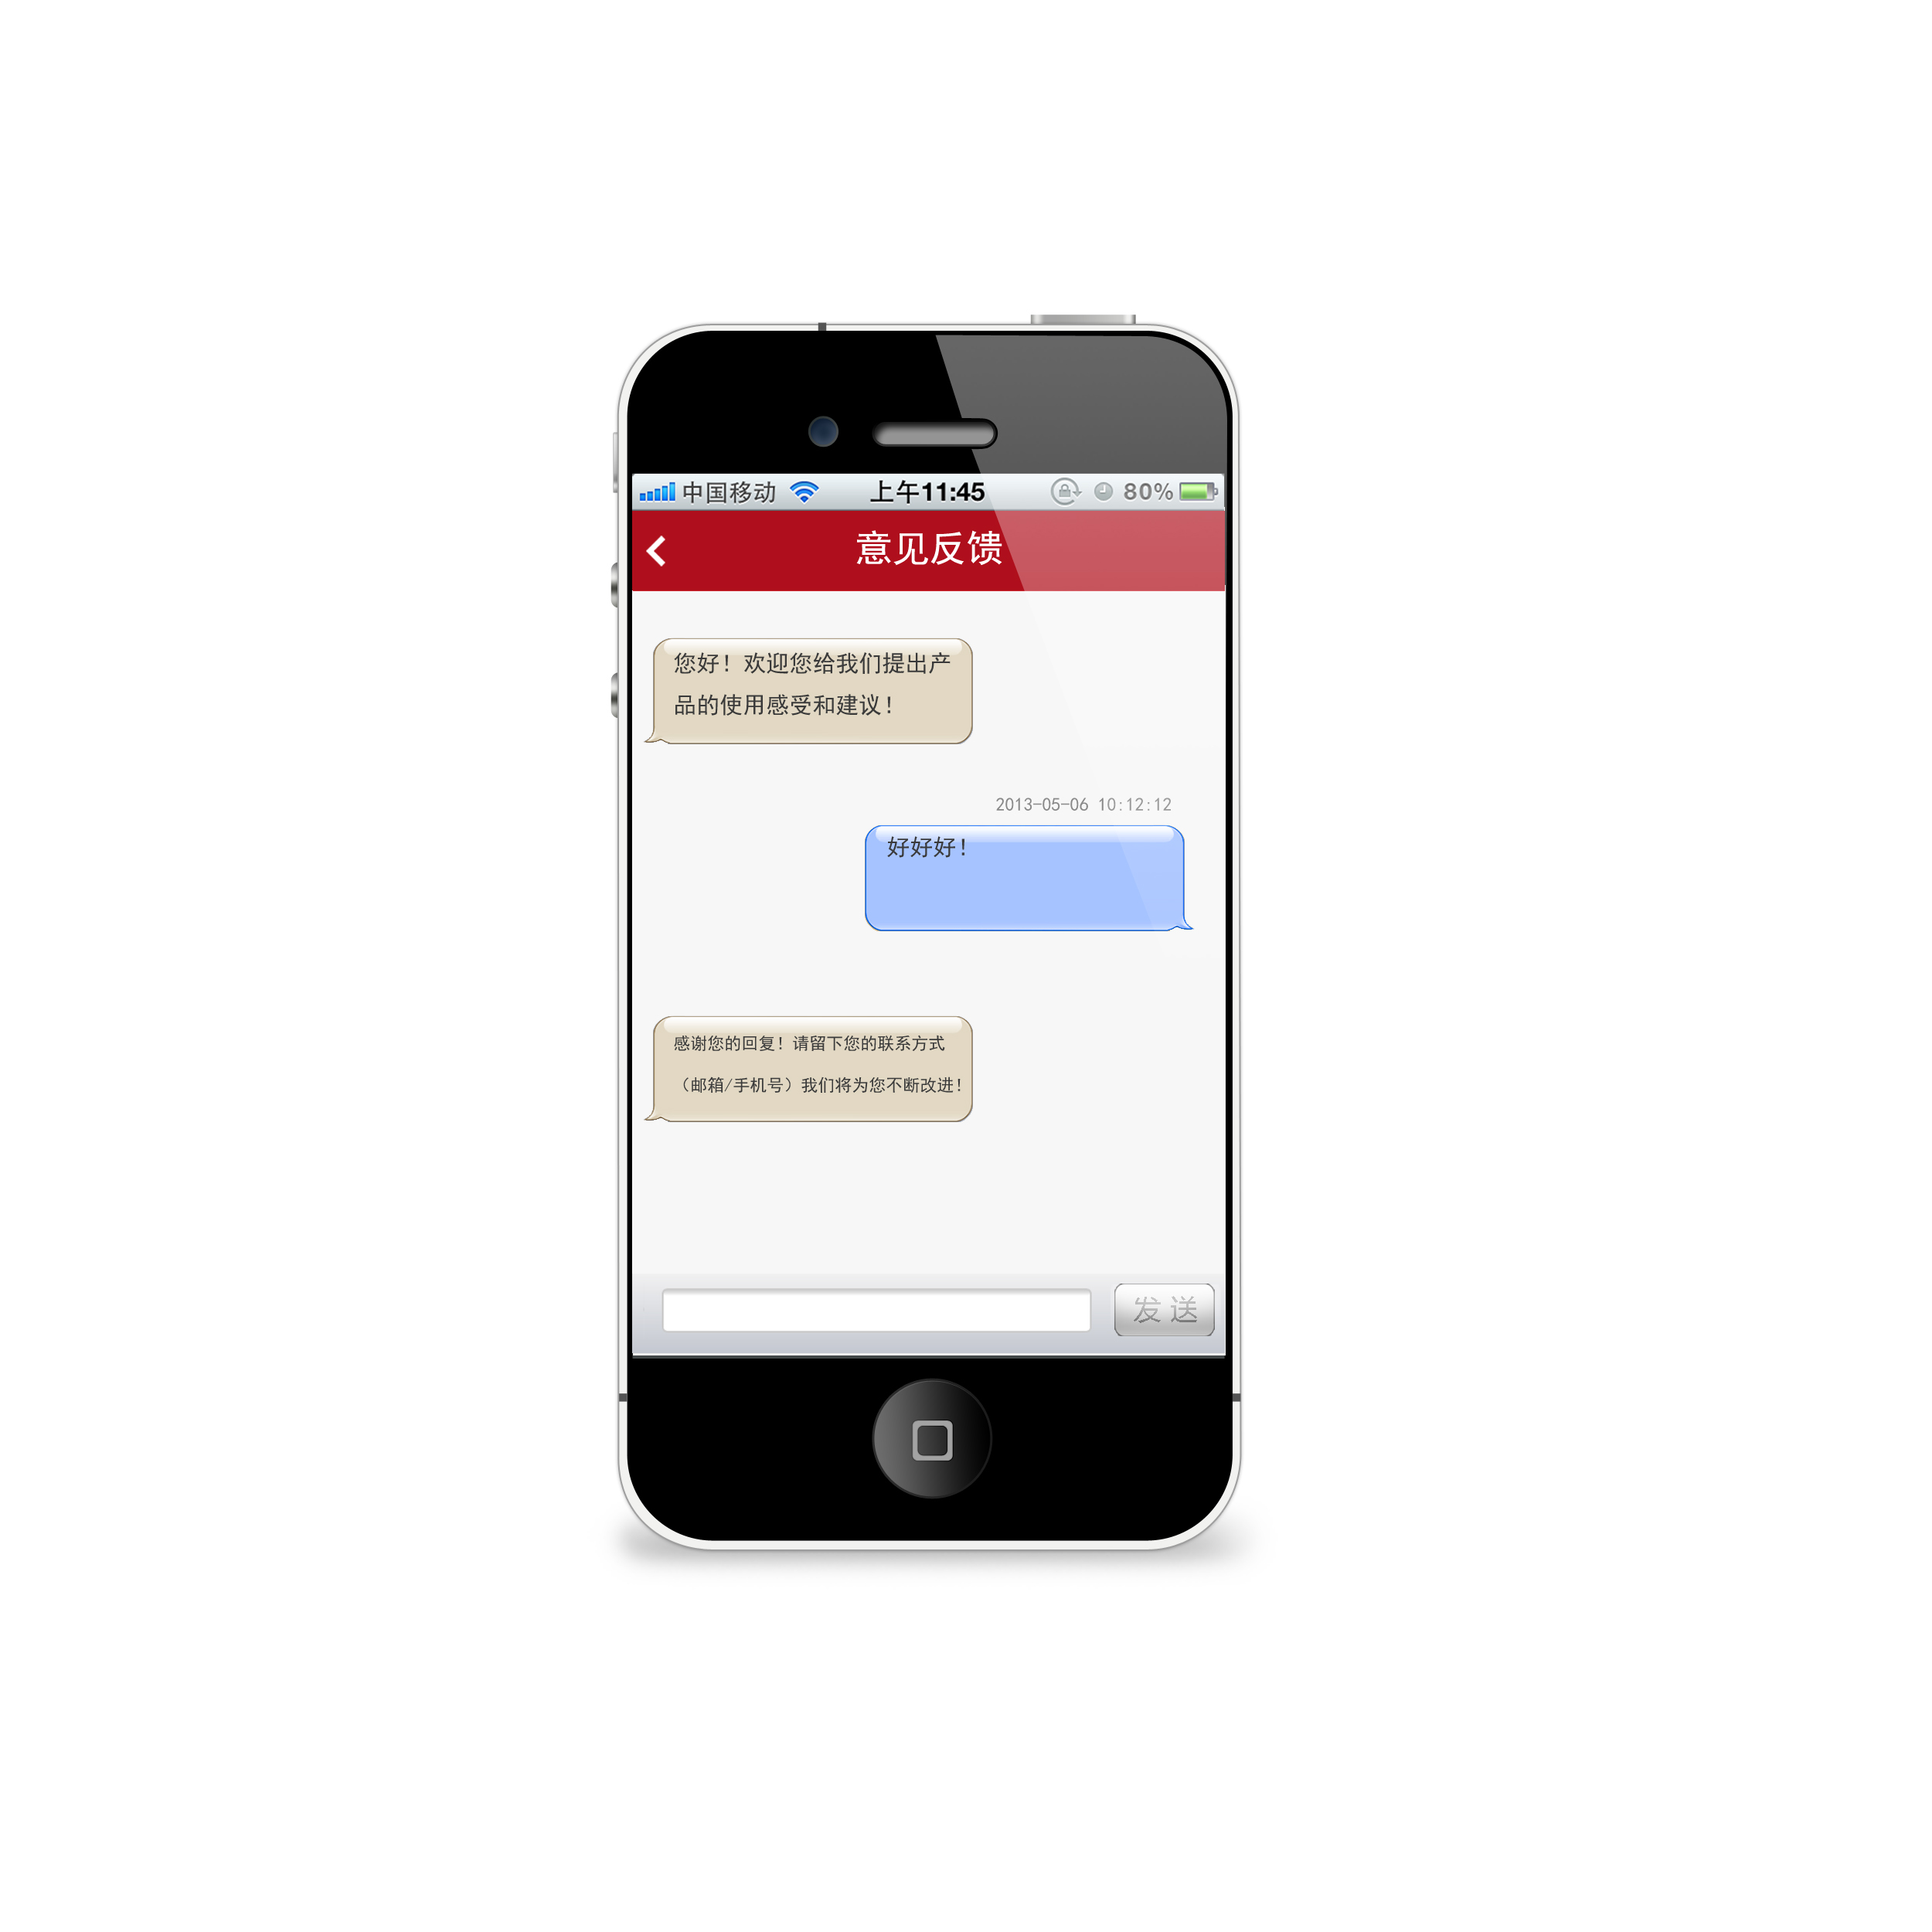 中国移动 上午11:45 80%
意见反馈
您好！欢迎您给我们提出产
品的使用感受和建议！
2013-05-06 10:12:12
好好好！
感谢您的回复！请留下您的联系方式
（邮箱/手机号）我们将为您不断改进！
发送